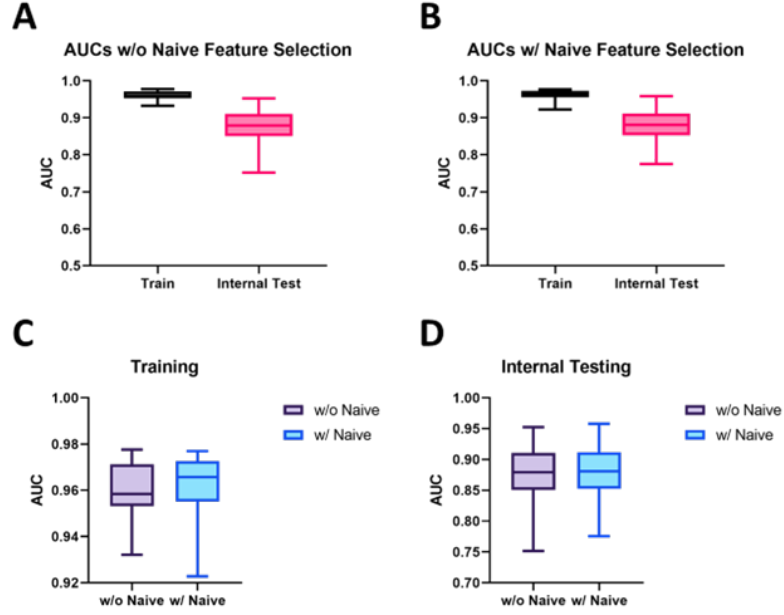 A
AUCs w/o Naive Feature Selection
1.0
0.9
0.8
0.7
0.6
0.5
AUC
Train
Internal Test
B
AUCs w/ Naive Feature Selection
1.0
0.9
0.8
0.7
0.6
0.5
AUC
Train
Internal Test
C
Training
1.00
0.98
0.96
0.94
0.92
AUC
w/o Naive
w/ Naive
w/o Naive
w/ Naive
D
Internal Testing
1.00
0.95
0.90
0.85
0.80
0.75
0.70
AUC
w/o Naive
w/ Naive
w/o Naive
w/ Naive